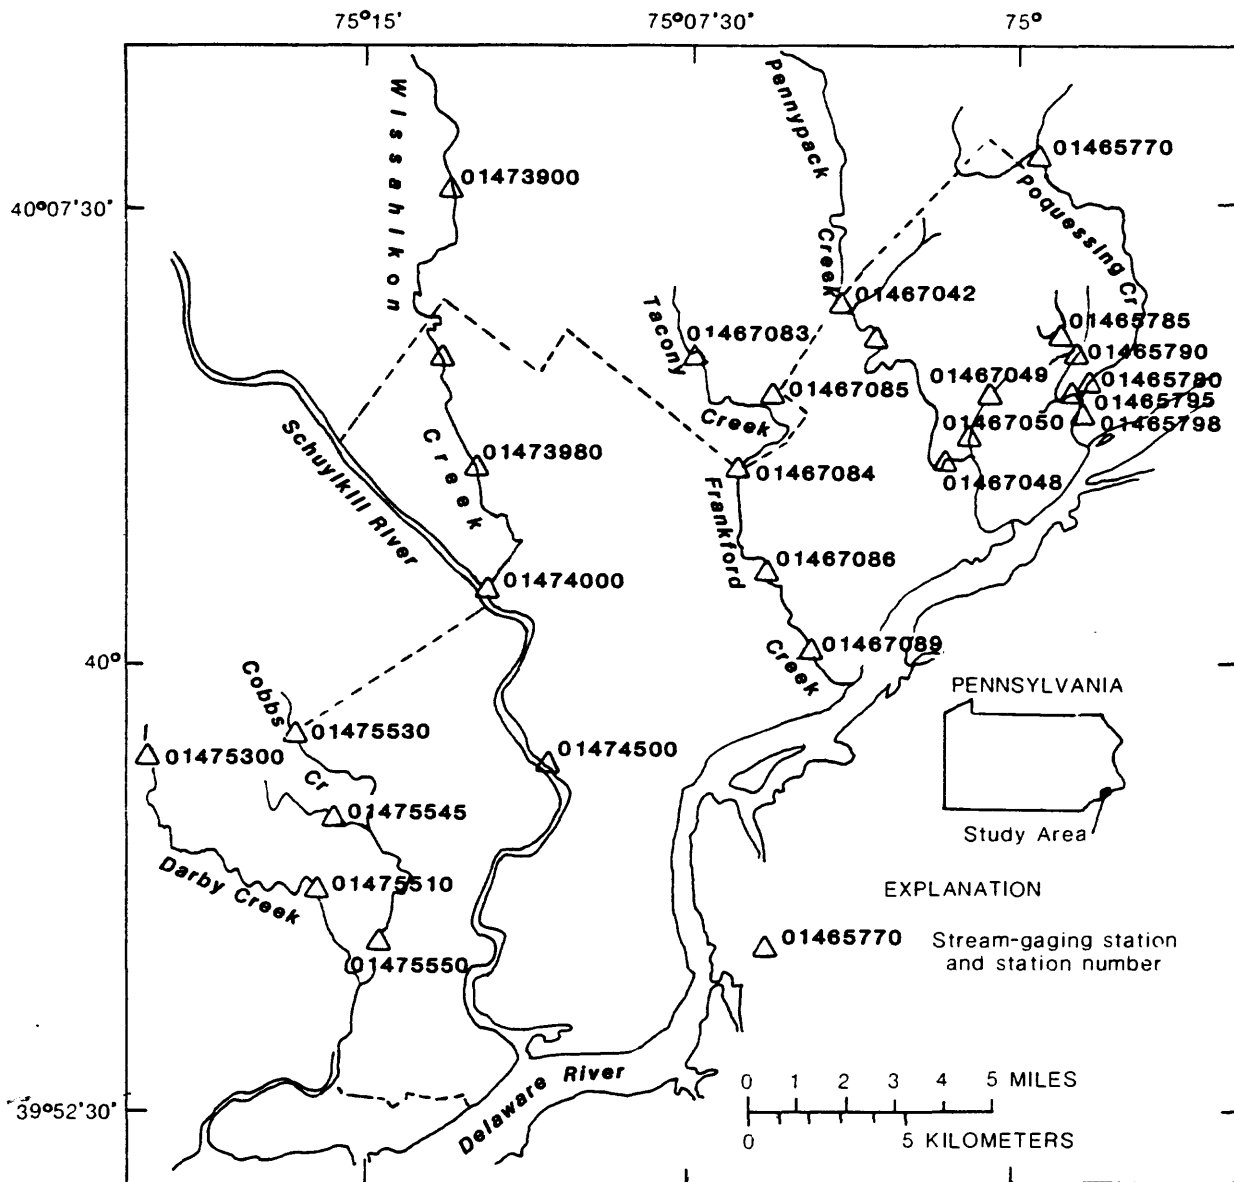 75°15' 75°07'30" 75°
Wissahikon
Pennypack
01465770
01473900
40°07'30"
Poquessing Cr
Creek
01467042
Tacony
01467083
01465785
01465790
01467085
01467049
01465780
01465795
Creek
01467050
01465798
Creek
Schuylkill River
01473980
01467084
01467048
Frankford
01474000
01467086
40°
01467089
Creek
Cobbs
PENNSYLVANIA
01475530
01475300
01474500
Cr
01475545
Study Area
Darby Creek
01475510
EXPLANATION
01465770 Stream-gaging station
and station number
01475550
Delaware River
0 1 2 3 4 5 MILES
39°52'30"
0 5 KILOMETERS